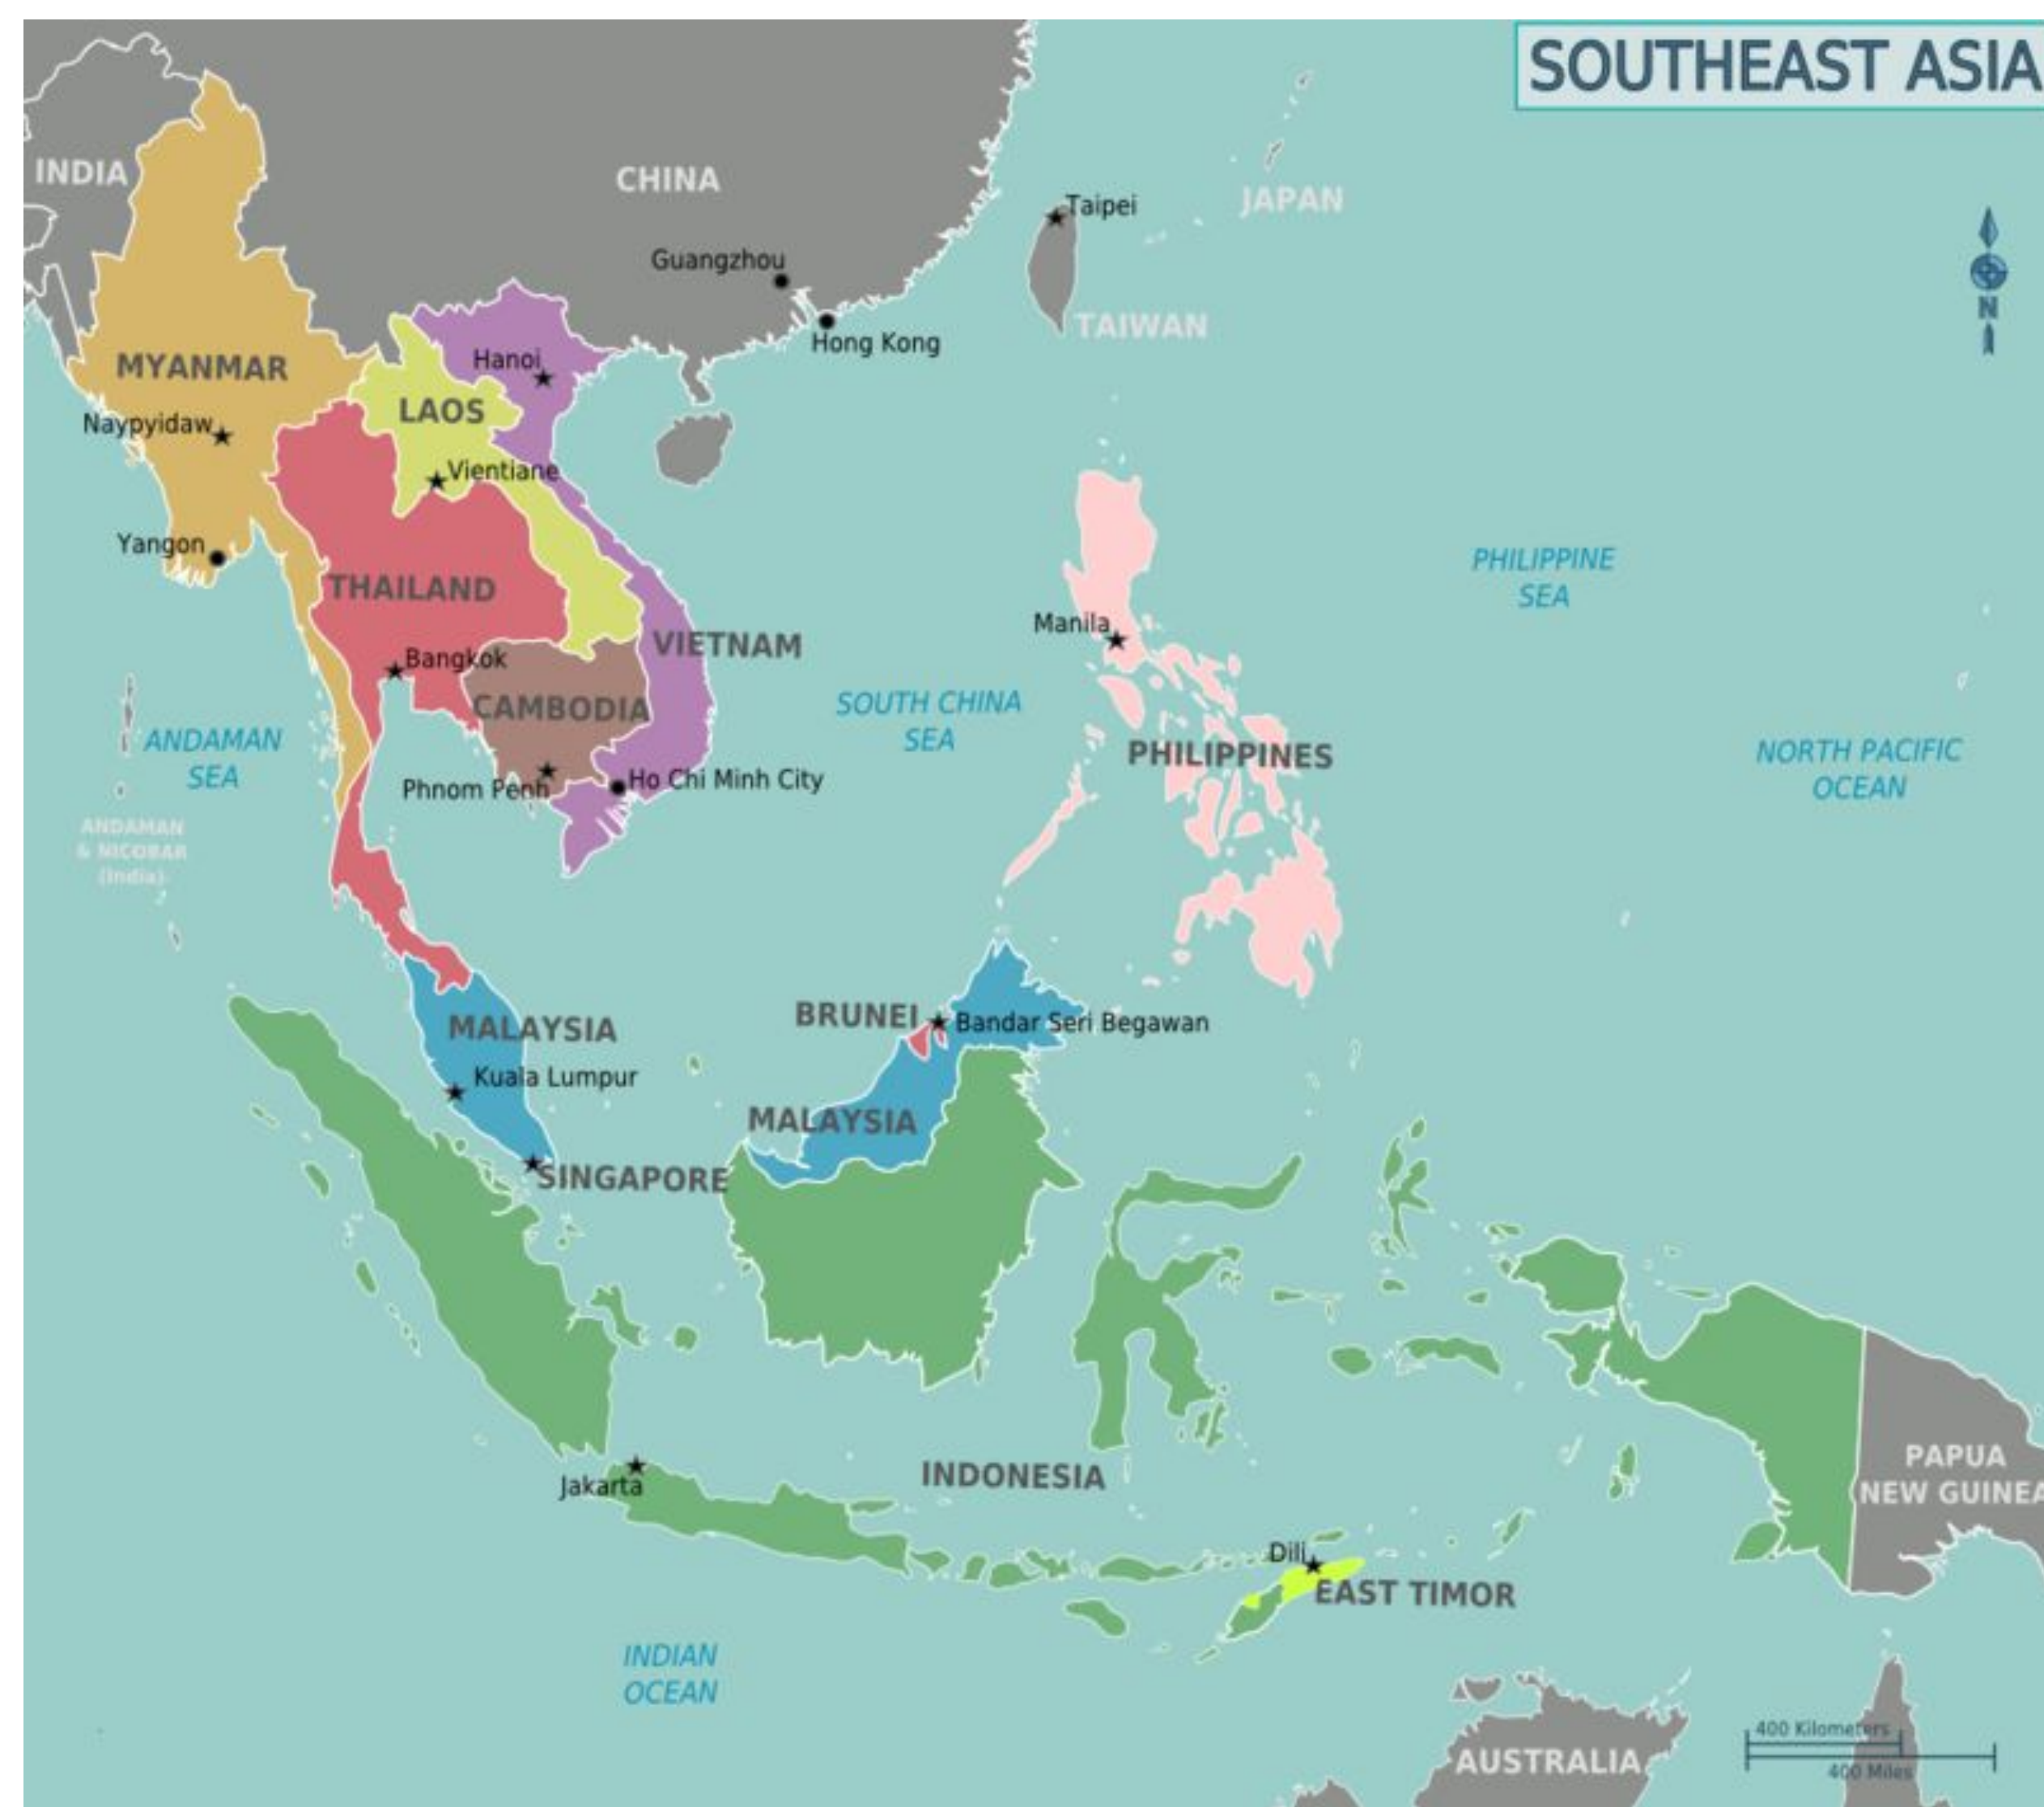 SOUTHEAST ASIA
INDIA
CHINA
JAPAN
Taipei
Guangzhou
Hong Kong
TAIWAN
N
MYANMAR
Hanoi
LAOS
Naypyidaw
Vientiane
Yangon
THAILAND
PHILIPPINE
SEA
Manila
VIETNAM
Bangkok
CAMBODIA
SOUTH CHINA
SEA
ANDAMAN
SEA
PHILIPPINES
NORTH PACIFIC
OCEAN
Phnom Penh
Ho Chi Minh City
ANDAMAN
& NICOBAR
(India)
BRUNEI
Bandar Seri Begawan
MALAYSIA
Kuala Lumpur
MALAYSIA
SINGAPORE
INDONESIA
Jakarta
PAPUA
NEW GUINEA
Dili
EAST TIMOR
INDIAN
OCEAN
AUSTRALIA
400 Kilometers
400 Miles